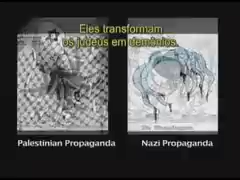 Eles transformam
os judeus em demônios.
Palestinian Propaganda
Nazi Propaganda